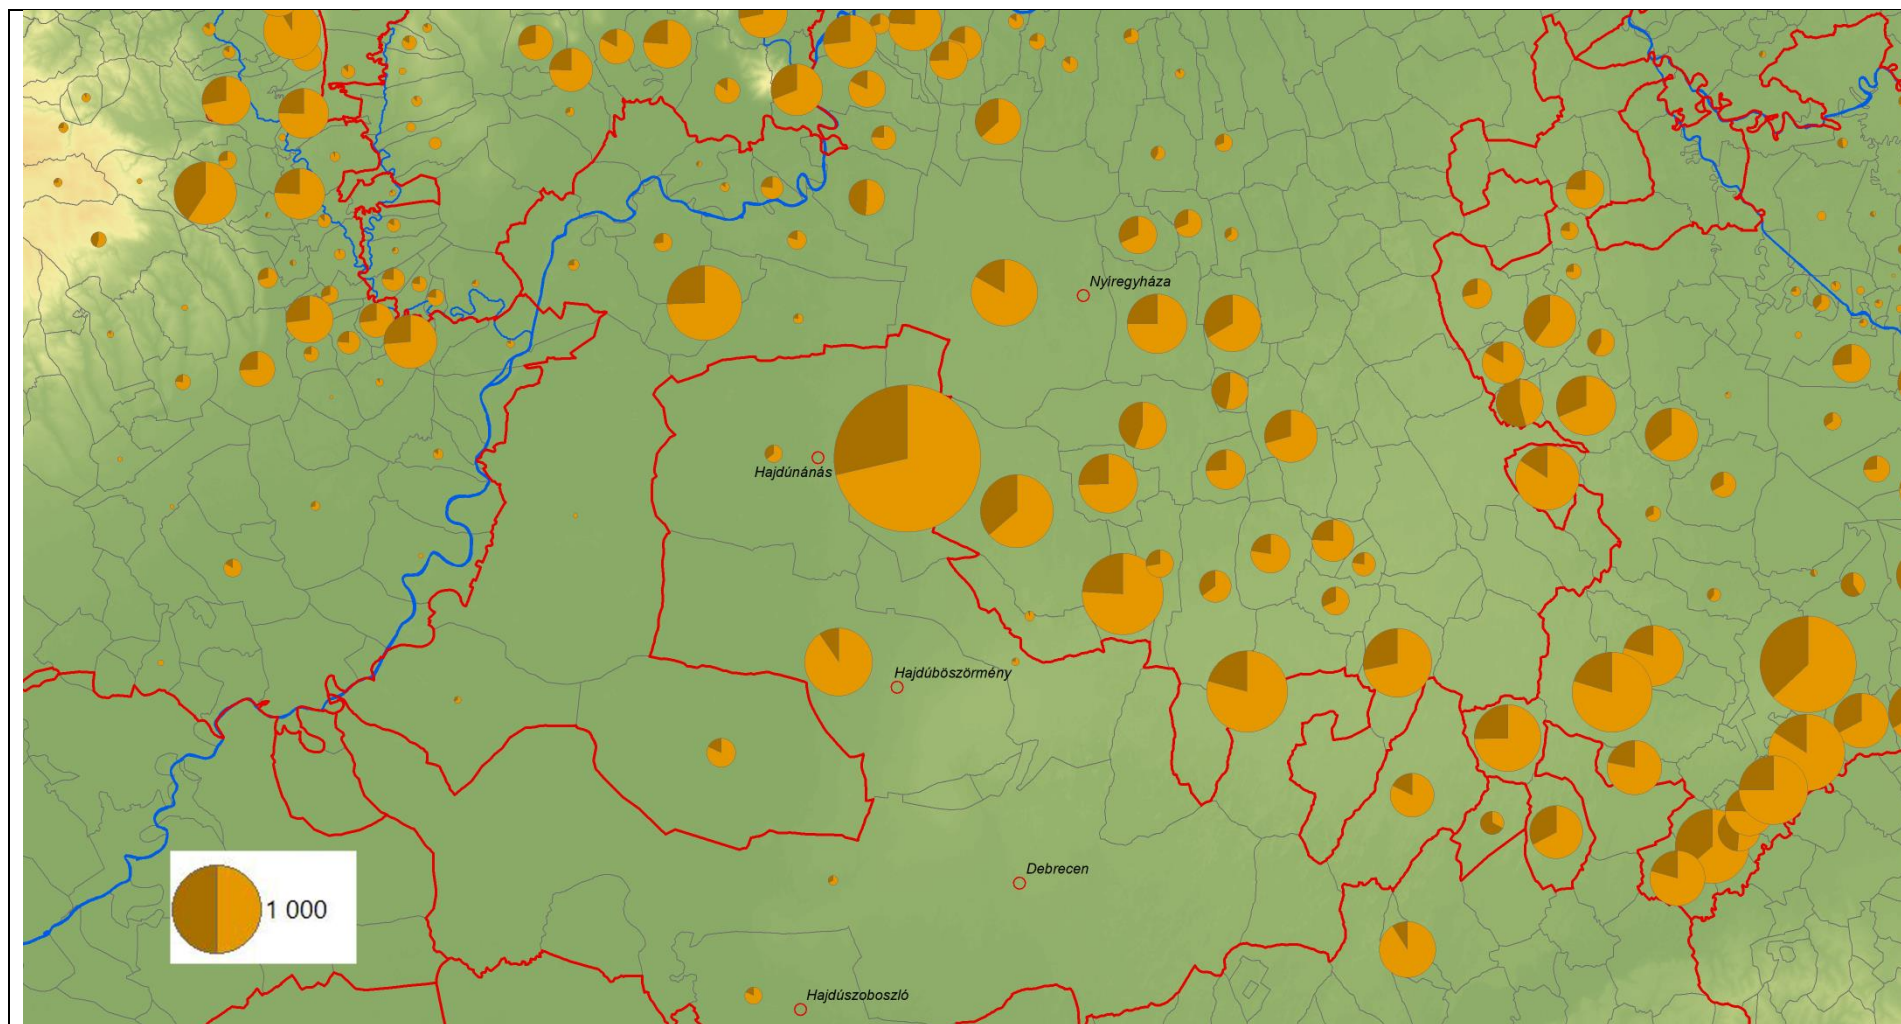 Nyíregyháza
Hajdúnánás
Hajdúböszörmény
Debrecen
1 000
Hajdúszoboszló